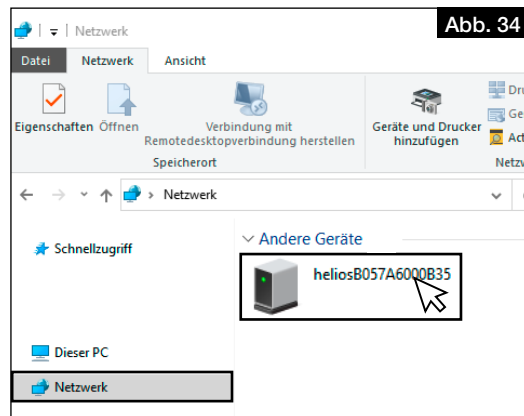 Abb. 34
Netzwerk
Datei Netzwerk Ansicht
Eigenschaften Öffnen Verbindung mit Remotedesktopverbindung herstellen Geräte und Drucker hinzufügen
Speicherort
Netzwerk
Schnellzugriff
Andere Geräte
heliosB057A6000B35
Dieser PC
Netzwerk